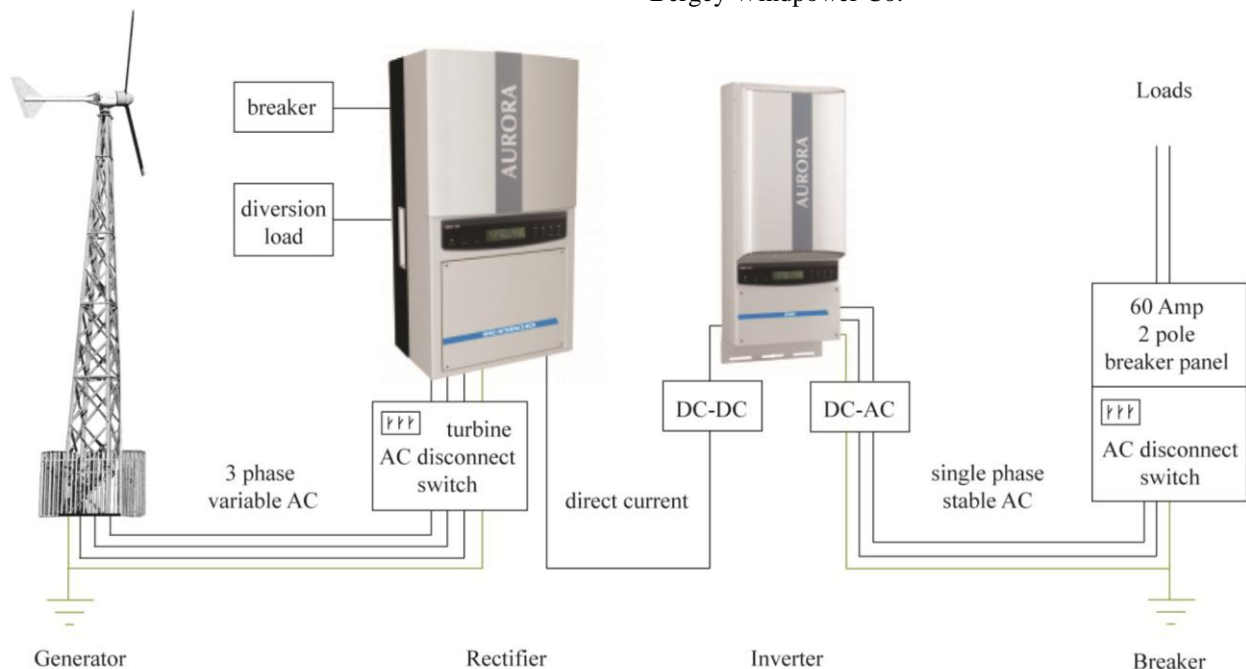 Bergey Windpower Co.
breaker
diversion
load
AURORA
AURORA
Loads
60 Amp
2 pole
breaker panel
turbine
AC disconnect
switch
DC-DC
DC-AC
AC disconnect
switch
3 phase
variable AC
direct current
single phase
stable AC
Generator
Rectifier
Inverter
Breaker